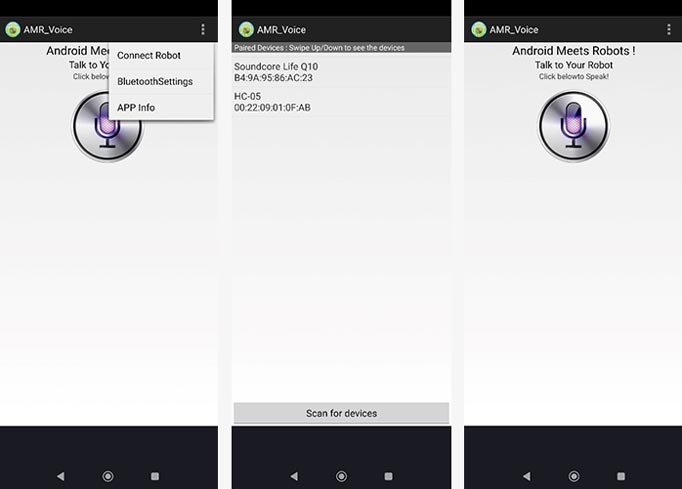 AMR_Voice
Android Mee
Talk to Yo
Click below
Connect Robot
BluetoothSettings
APP Info
AMR_Voice
Paired Devices : Swipe Up/Down to see the devices
Soundcore Life Q10
B4:9A:95:86:AC:23
HC-05
00:22:09:01:0F:AB
Scan for devices
AMR_Voice
Android Meets Robots !
Talk to Your Robot
Click belowto Speak!